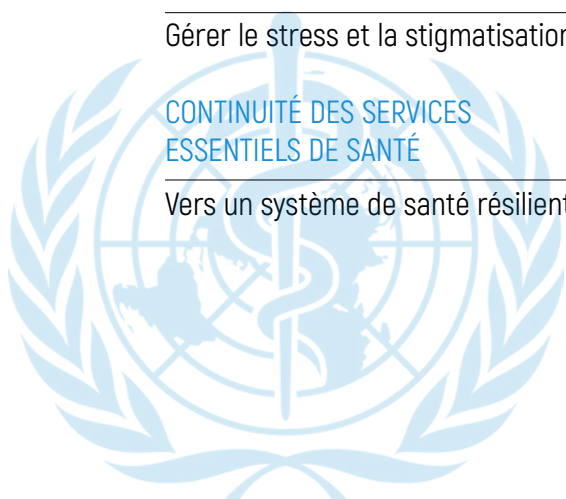 Gérer le stress et la stigmatisation
CONTINUITÉ DES SERVICES
ESSENTIELS DE SANTÉ
Vers un système de santé résilient